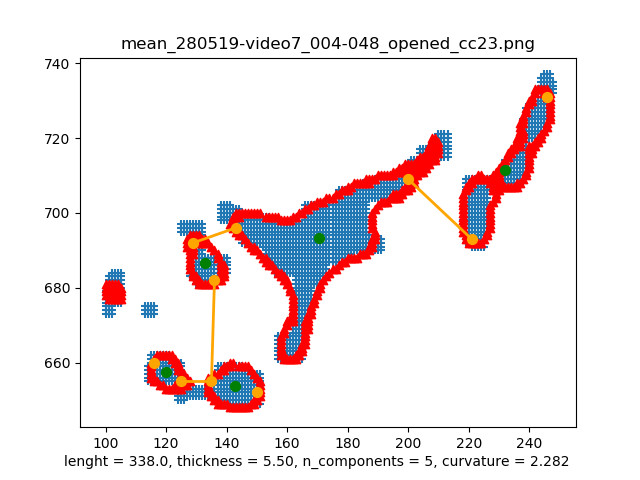 mean_280519-video7_004-048_opened_cc23.png
740
720
700
680
660
100 120 140 160 180 200 220 240
lenght = 338.0, thickness = 5.50, n_components = 5, curvature = 2.282